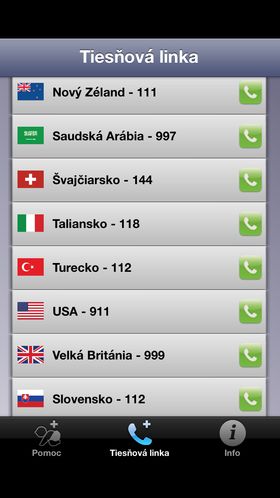 Tiesňová linka
Nový Zéland - 111
Saudská Arábia - 997
Švajčiarsko - 144
Taliansko - 118
Turecko - 112
USA - 911
Velká Británia - 999
Slovensko - 112
Pomoc
Tiesňová linka
Info